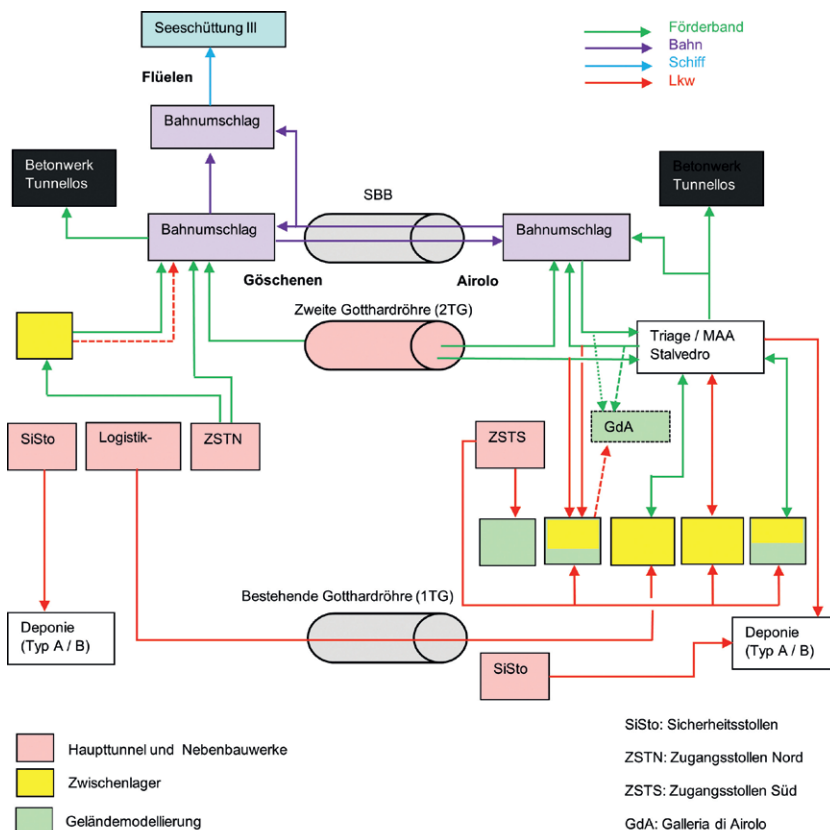 Seeschüttung III
Förderband
Bahn
Schiff
Lkw
Flüelen
Bahnumschlag
Betonwerk
Tunnellos
Betonwerk
Tunnellos
SBB
Bahnumschlag
Bahnumschlag
Göschenen
Airolo
Zweite Gotthardröhre (2TG)
Triage / MAA
Stalvedro
SiSto
Logistik-
ZSTN
ZSTS
GdA
Bestehende Gotthardröhre (1TG)
Deponie
(Typ A / B)
Deponie
(Typ A / B)
SiSto
Haupttunnel und Nebenbauwerke
Zwischenlager
Geländemodellierung
SiSto: Sicherheitsstollen
ZSTN: Zugangsstollen Nord
ZSTS: Zugangsstollen Süd
GdA: Galleria di Airolo